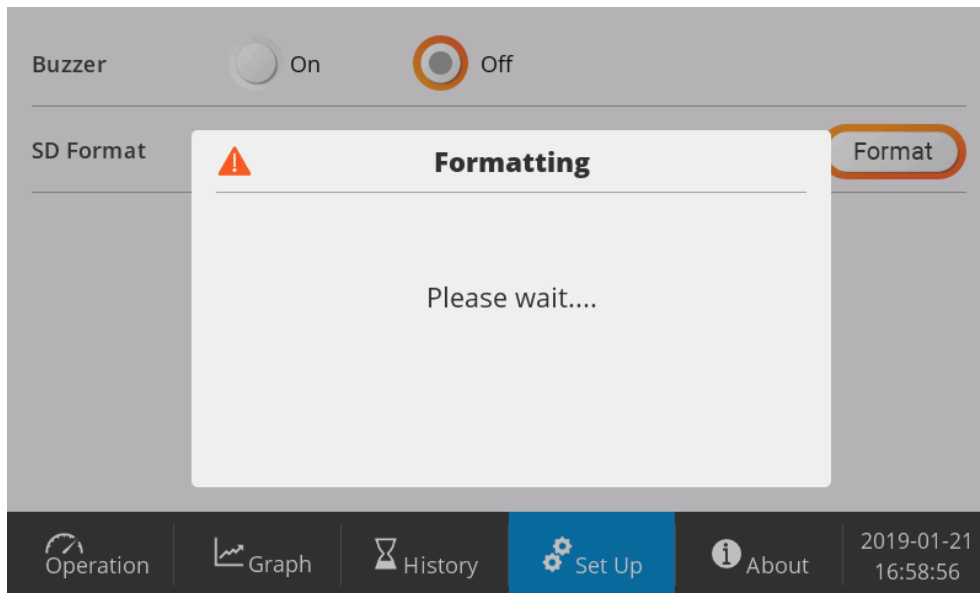 Buzzer On Off
SD Format Format
Formatting
Please wait....
Operation Graph History Set Up About 2019-01-21
16:58:56